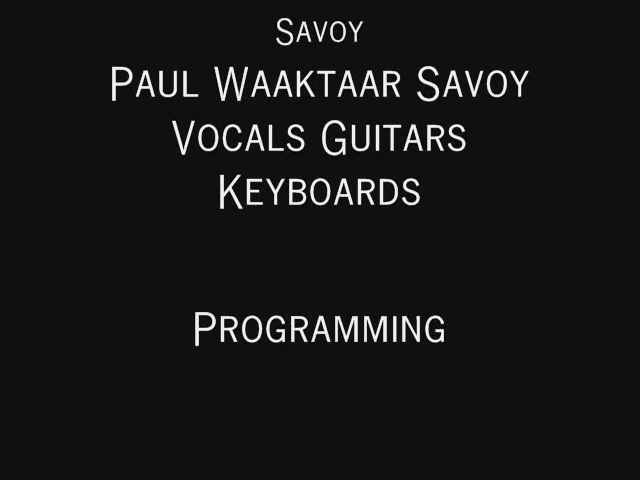 Savoy
Paul Waaktaar Savoy
Vocals Guitars
Keyboards
Programming